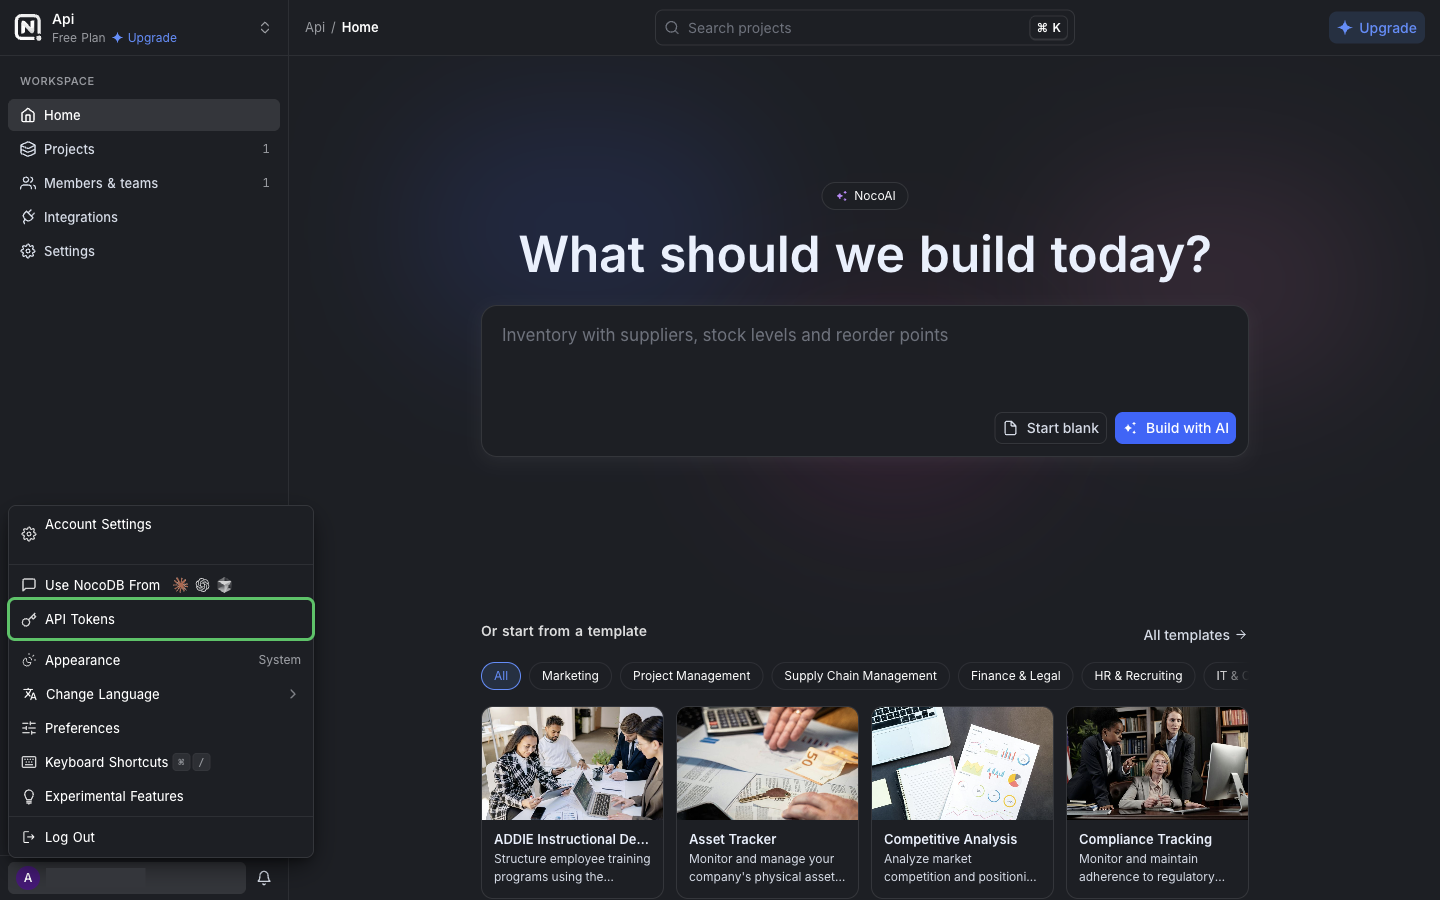 Api
Free Plan Upgrade
Api / Home
Search projects
⌘ K
Upgrade
WORKSPACE
Home
Projects 1
Members & teams 1
Integrations
Settings
NocoAI
What should we build today?
Inventory with suppliers, stock levels and reorder points
Start blank
Build with AI
Account Settings
Use NocoDB From
API Tokens
Appearance System
Change Language
Preferences
Keyboard Shortcuts ⌘ /
Experimental Features
Log Out
A
Or start from a template
All templates →
All
Marketing
Project Management
Supply Chain Management
Finance & Legal
HR & Recruiting
IT &
ADDIE Instructional De...
Structure employee training
programs using the...
Asset Tracker
Monitor and manage your
company's physical asset...
Competitive Analysis
Analyze market
competition and positioni...
Compliance Tracking
Monitor and maintain
adherence to regulatory...